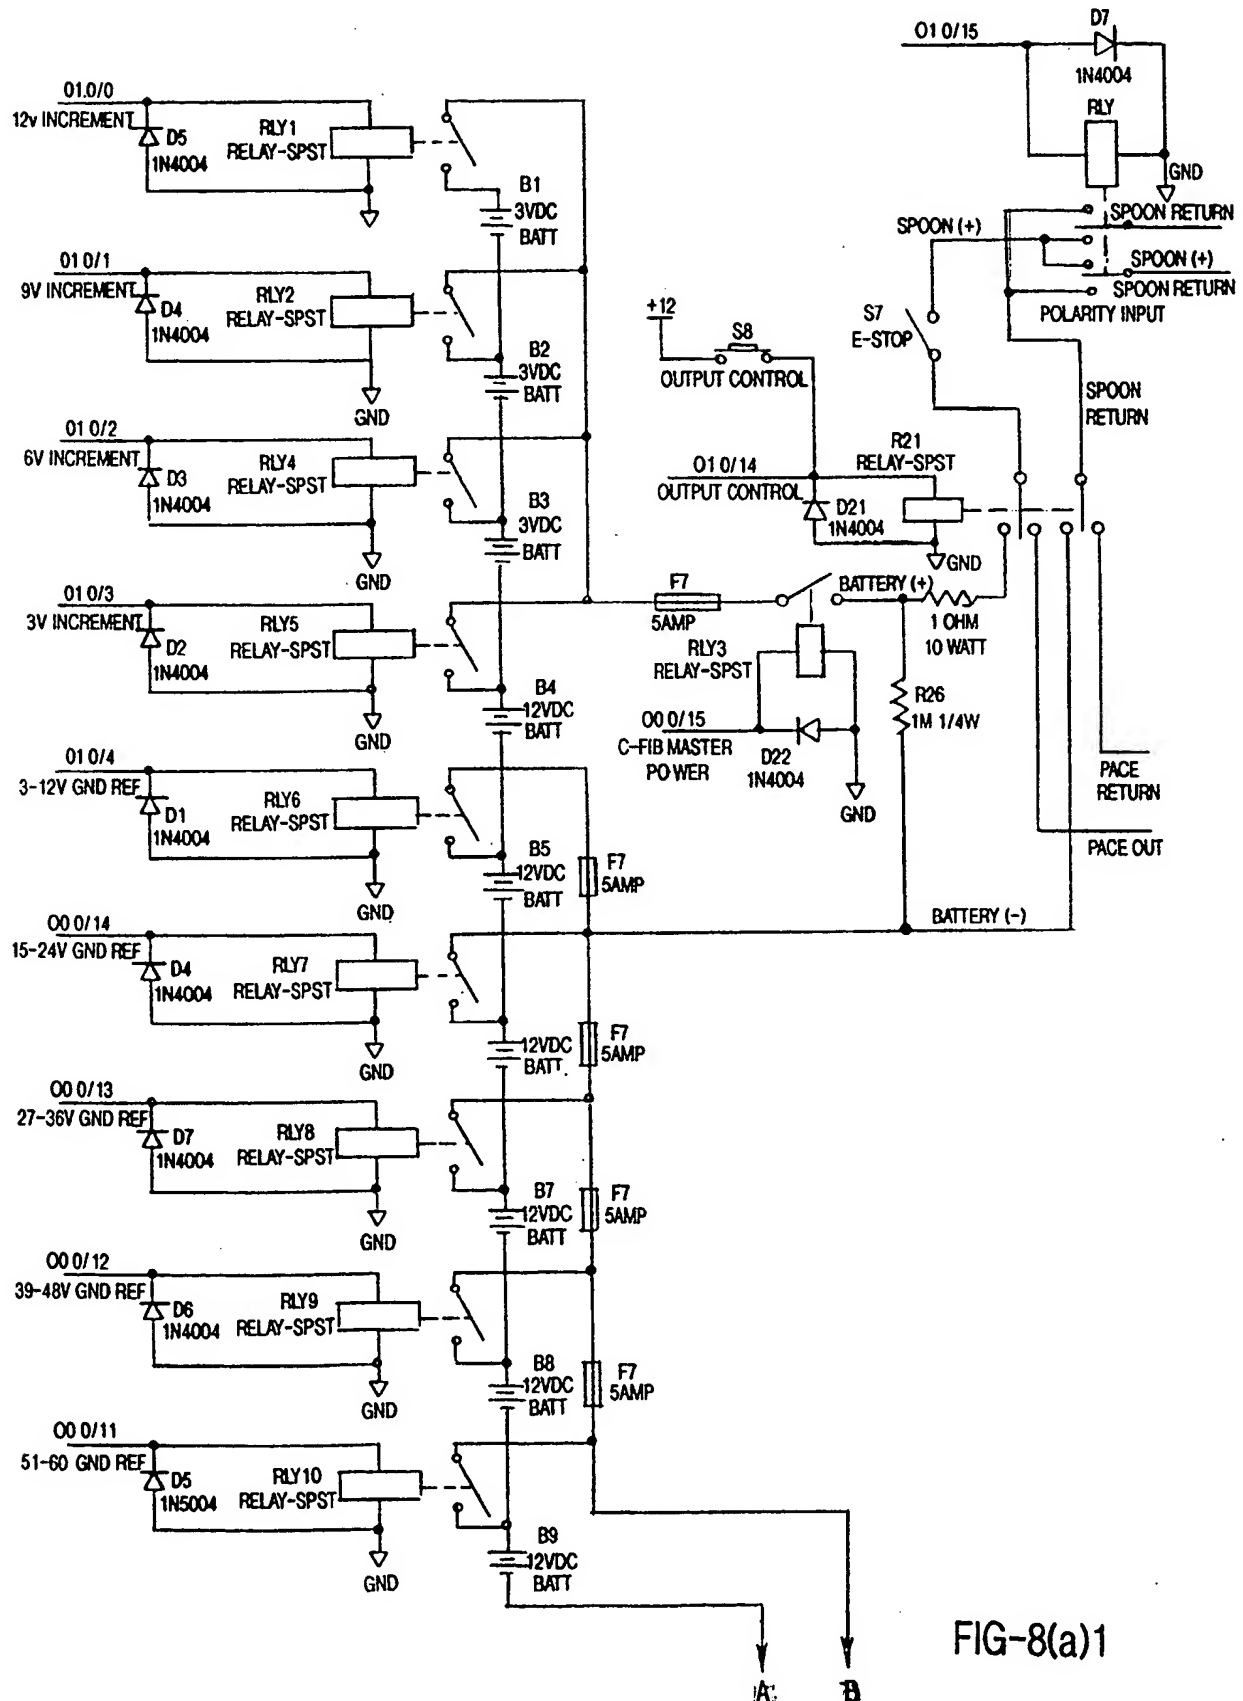 01.0/0
12v INCREMENT
D5
1N4004
RLY1
RELAY-SPST
B1
3VDC
BATT
01 0/1
9V INCREMENT
D4
1N4004
RLY2
RELAY-SPST
GND
B2
3VDC
BATT
01 0/2
6V INCREMENT
D3
1N4004
RLY4
RELAY-SPST
GND
B3
3VDC
BATT
01 0/3
3V INCREMENT
D2
1N4004
RLY5
RELAY-SPST
GND
B4
12VDC
BATT
01 0/4
3-12V GND REF
D1
1N4004
RLY6
RELAY-SPST
GND
B5
12VDC
BATT
F7
5AMP
O0 0/14
15-24V GND REF
D4
1N4004
RLY7
RELAY-SPST
GND
12VDC
BATT
F7
5AMP
O0 0/13
27-36V GND REF
D7
1N4004
RLY8
RELAY-SPST
GND
B7
12VDC
BATT
F7
5AMP
O0 0/12
39-48V GND REF
D6
1N4004
RLY9
RELAY-SPST
GND
B8
12VDC
BATT
F7
5AMP
O0 0/11
51-60 GND REF
D5
1N5004
RLY10
RELAY-SPST
GND
B9
12VDC
BATT
A
B
O1 0/15
D7
1N4004
RLY
GND
SPOON RETURN
SPOON (+)
SPOON (+)
SPOON RETURN
POLARITY INPUT
S7
E-STOP
SPOON
RETURN
+12
S8
OUTPUT CONTROL
O1 0/14
OUTPUT CONTROL
D21
1N4004
R21
RELAY-SPST
GND
F7
5AMP
BATTERY (+)
1 OHM
10 WATT
RLY3
RELAY-SPST
R26
1M 1/4W
O0 0/15
C-FIB MASTER
POWER
D22
1N4004
GND
PACE
RETURN
PACE OUT
BATTERY (-)
FIG-8(a)1